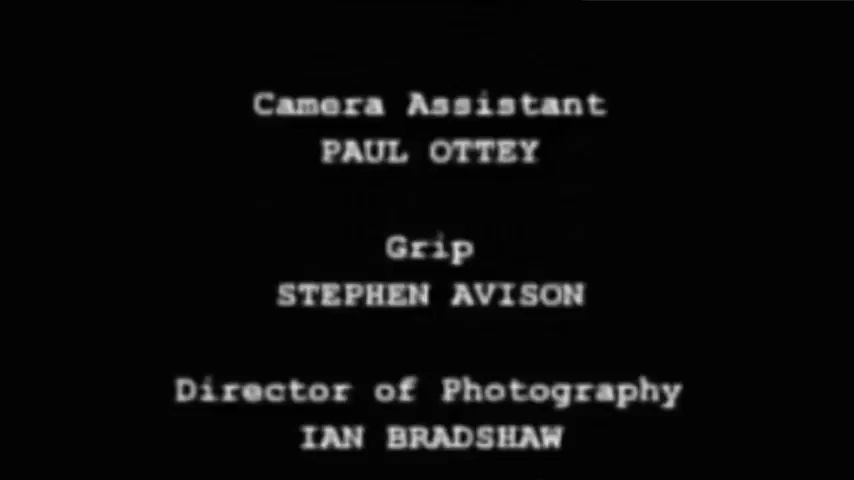 Camera Assistant
PAUL OTTEY
Grip
STEPHEN AVISON
Director of Photography
IAN BRADSHAW